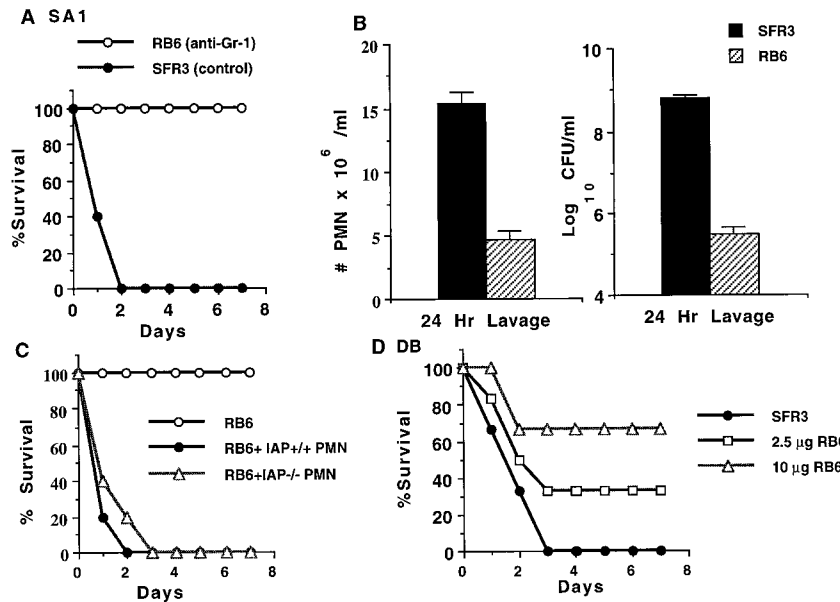 A SA1
RB6 (anti-Gr-1)
SFR3 (control)
%Survival
100
80
60
40
20
0
0 2 4 6 8
Days
B
# PMN x 10^6 /ml
20
15
10
5
0
24 Hr Lavage
SFR3
RB6
Log 10 CFU/ml
10
8
6
4
24 Hr Lavage
C
% Survival
100
80
60
40
20
0
0 2 4 6 8
Days
RB6
RB6+ IAP+/+ PMN
RB6+IAP-/- PMN
D DB
%Survival
100
80
60
40
20
0
0 2 4 6 8
Days
SFR3
2.5 µg RB6
10 µg RB6